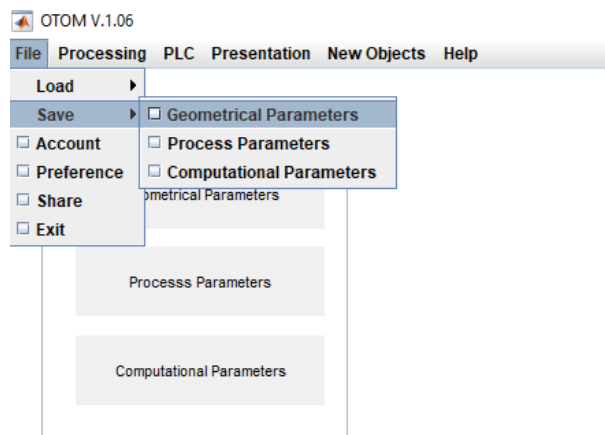 OTOM V.1.06
File Processing PLC Presentation New Objects Help
Load
Save
Geometrical Parameters
Account
Process Parameters
Preference
Computational Parameters
Share
Parameters
Exit
Processs Parameters
Computational Parameters